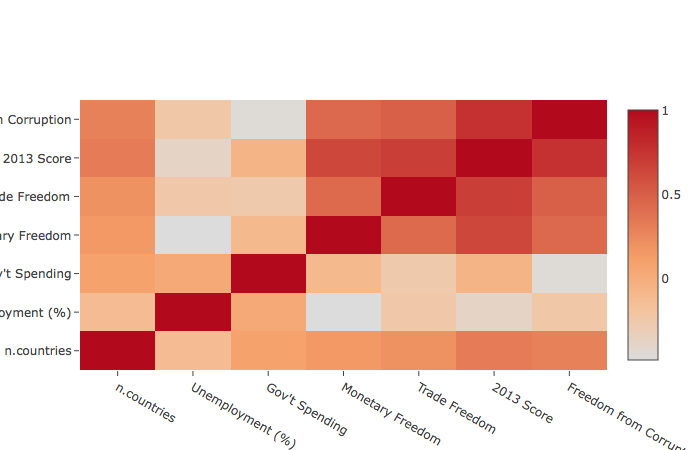 n Corruption
2013 Score
de Freedom
ary Freedom
y't Spending
oyment (%)
n.countries
n.countries
Unemployment (%)
Gov't Spending
Monetary Freedom
Trade Freedom
2013 Score
Freedom from Corrupt
1
0.5
0